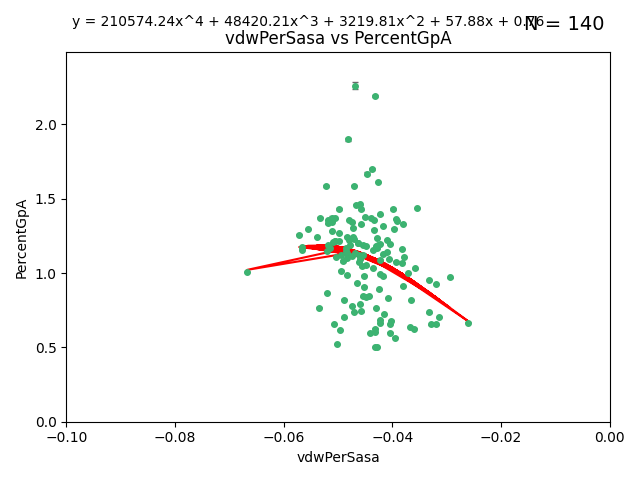 y = 210574.24x^4 + 48420.21x^3 + 3219.81x^2 + 57.88x + 
N = 140
vdwPerSasa vs PercentGpA
PercentGpA
2.0
1.5
1.0
0.5
0.0
−0.10
−0.08
−0.06
−0.04
−0.02
0.00
vdwPerSasa